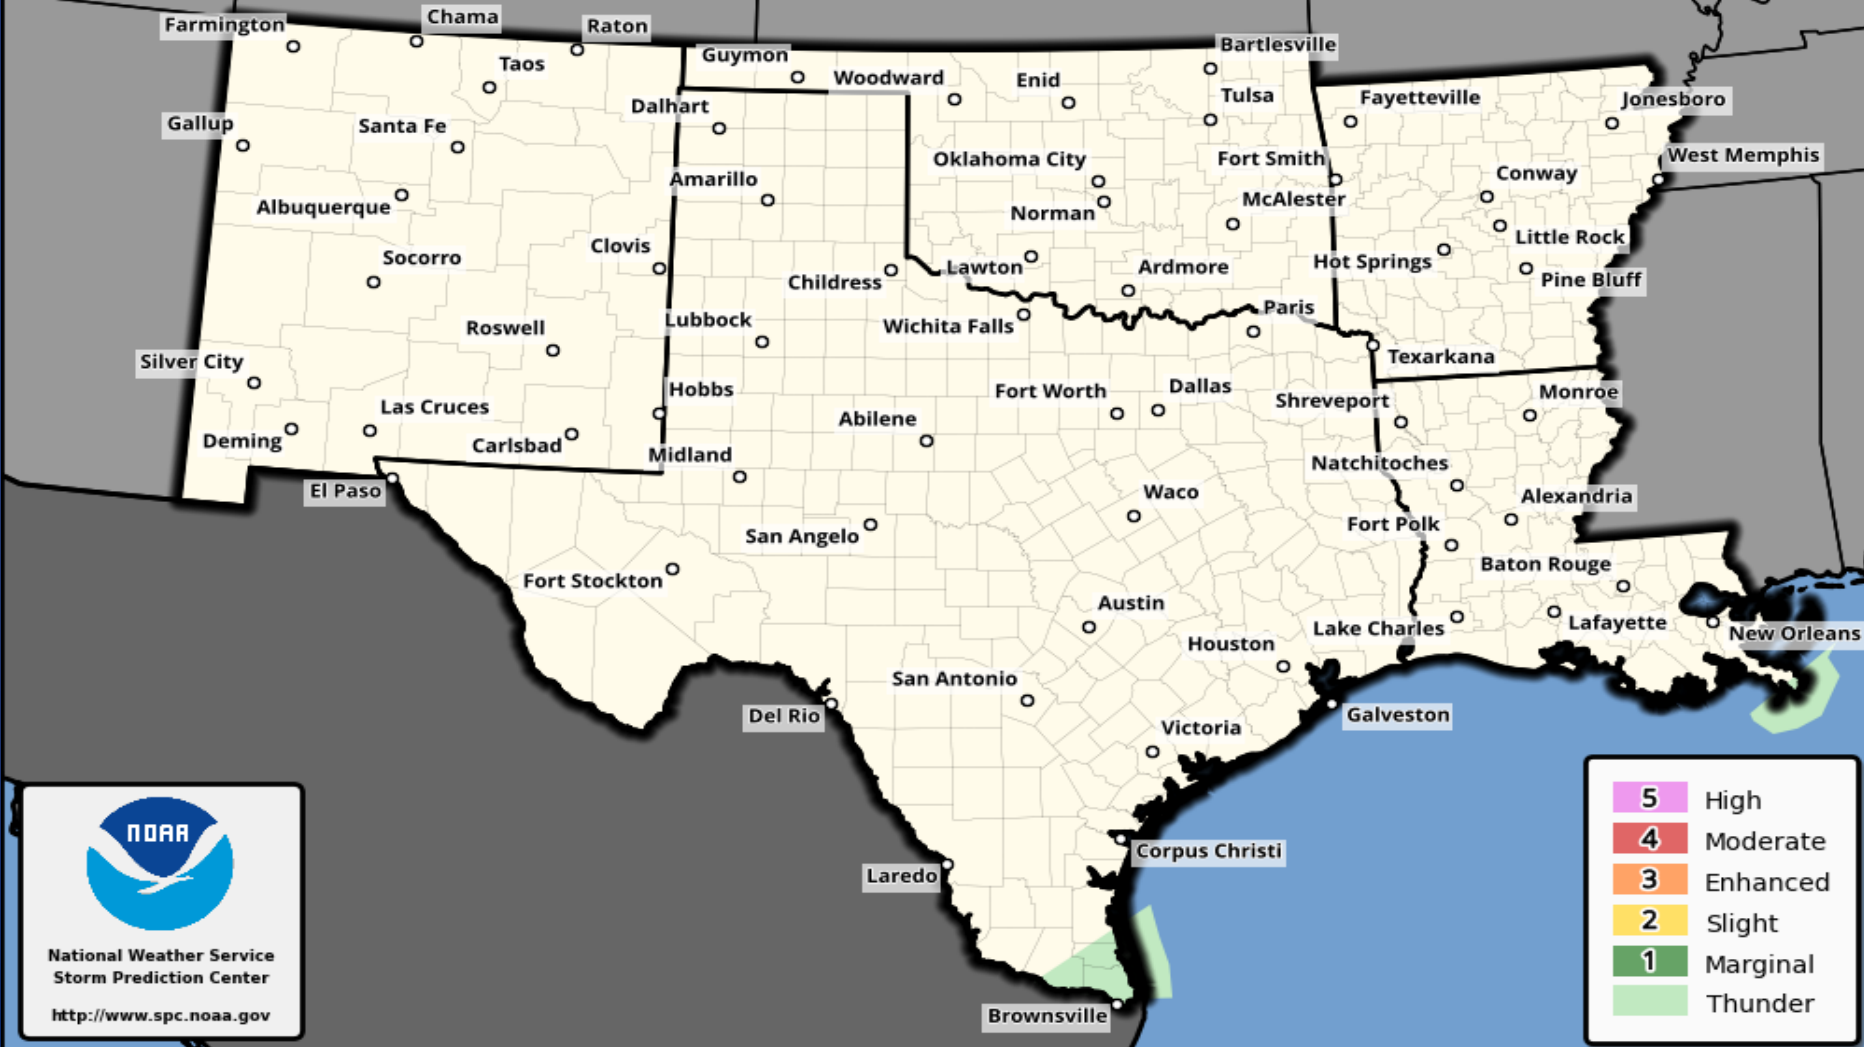 Farmington
Chama
Raton
Taos
Guymon
Woodward
Enid
Bartlesville
Tulsa
Fayetteville
Jonesboro
Gallup
Santa Fe
Dalhart
Oklahoma City
Fort Smith
Conway
West Memphis
Albuquerque
Amarillo
Norman
McAlester
Little Rock
Socorro
Clovis
Childress
Lawton
Ardmore
Hot Springs
Pine Bluff
Roswell
Lubbock
Wichita Falls
Paris
Texarkana
Silver City
Las Cruces
Hobbs
Fort Worth
Dallas
Shreveport
Monroe
Deming
Carlsbad
Midland
Abilene
Natchitoches
El Paso
San Angelo
Waco
Fort Polk
Alexandria
Fort Stockton
Austin
Baton Rouge
Houston
Lake Charles
Lafayette
New Orleans
San Antonio
Del Rio
Victoria
Galveston
Laredo
Corpus Christi
Brownsville
NOAA
National Weather Service
Storm Prediction Center
http://www.spc.noaa.gov
5 High
4 Moderate
3 Enhanced
2 Slight
1 Marginal
Thunder